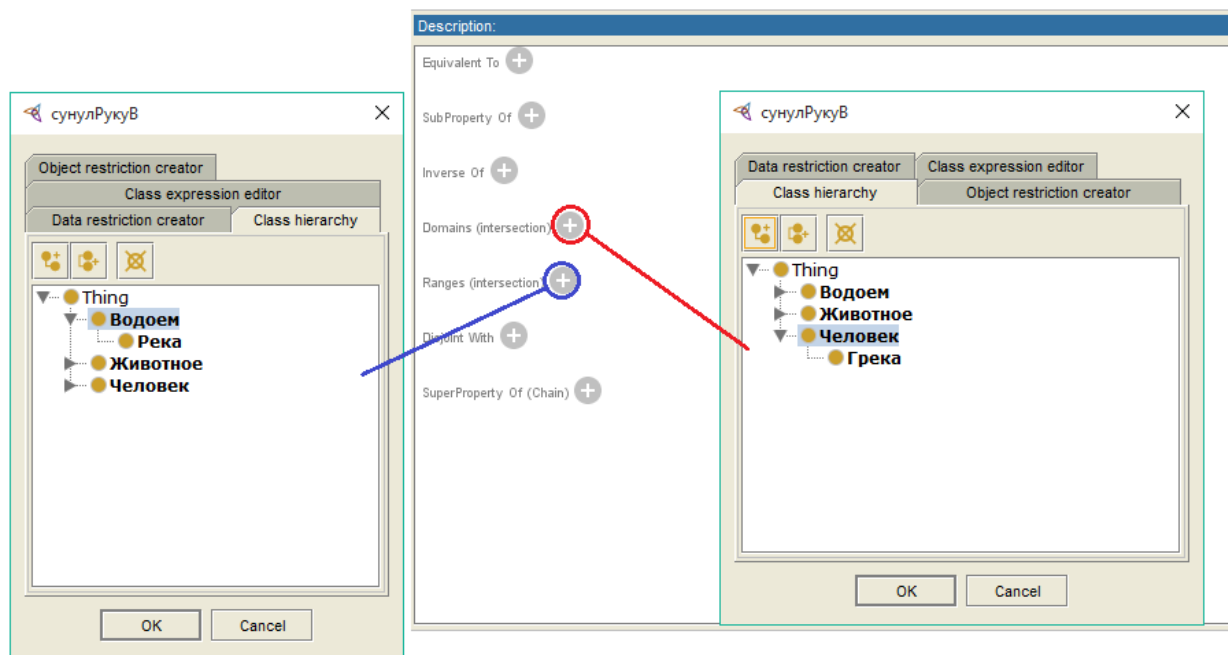 Description:
Equivalent To
SubProperty Of
Inverse Of
Domains (intersection)
Ranges (intersection)
Disjoint With
SuperProperty Of (Chain)
сунулРукуВ
Object restriction creator
Class expression editor
Data restriction creator Class hierarchy
Thing
Водоем
Река
Животное
Человек
OK Cancel
сунулРукуВ
Data restriction creator Class expression editor
Class hierarchy Object restriction creator
Thing
Водоем
Животное
Человек
Грека
OK Cancel